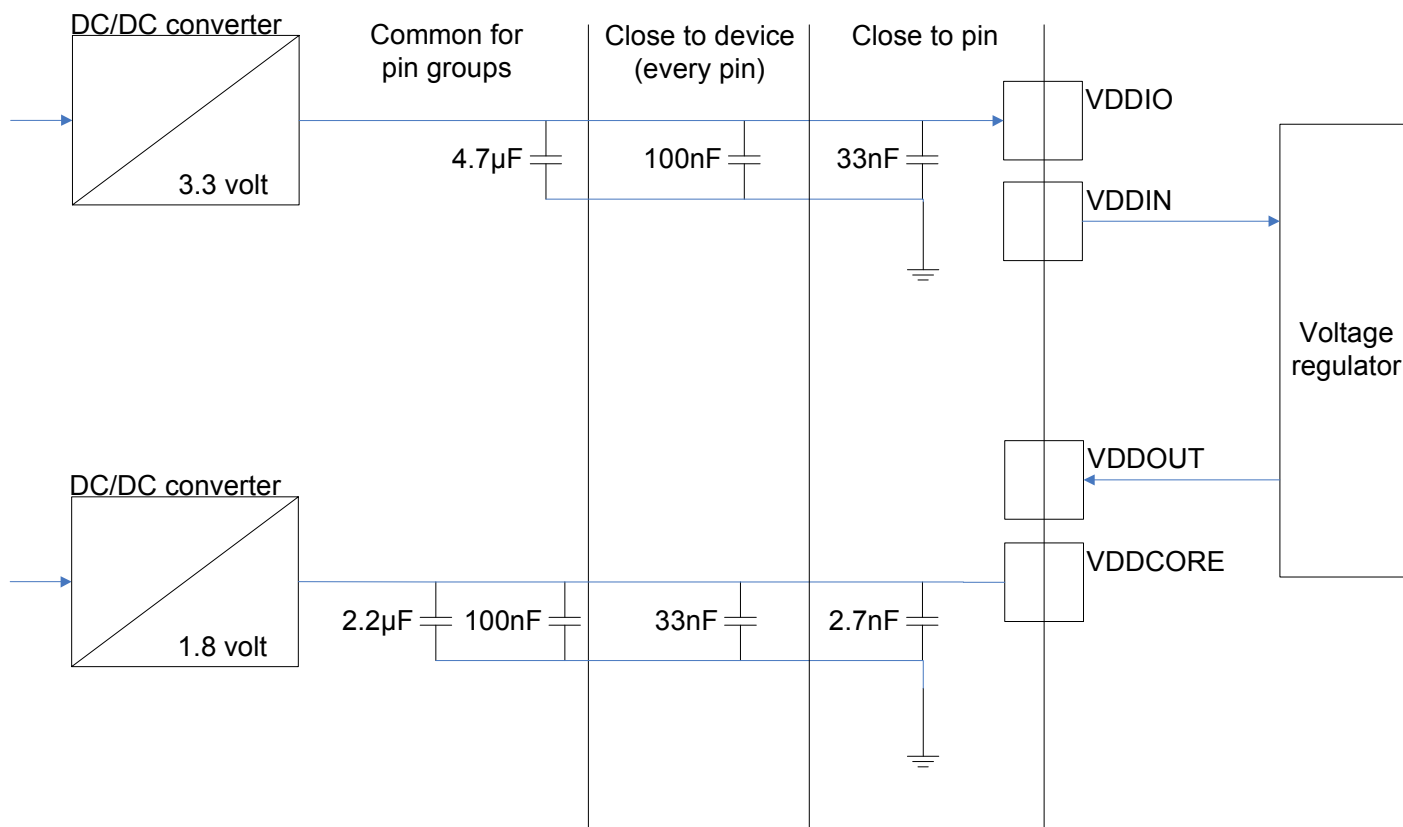 DC/DC converter
3.3 volt
Common for
pin groups
Close to device
(every pin)
Close to pin
4.7µF
100nF
33nF
VDDIO
VDDIN
Voltage
regulator
VDDOUT
VDDCORE
DC/DC converter
1.8 volt
2.2µF
100nF
33nF
2.7nF